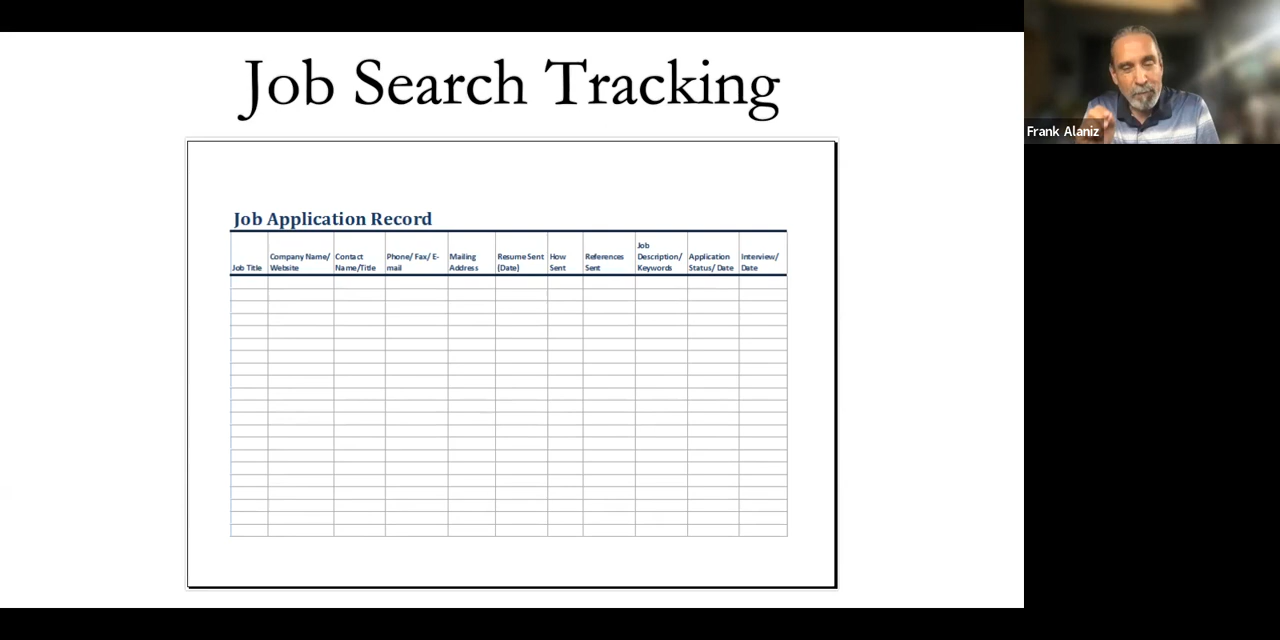 Job Search Tracking
Frank Alaniz
Job Application Record
Job Title
Company Name/
Website
Contact
Name/Title
Phone/ Fax/ E-
mail
Mailing
Address
Resume Sent
(Date)
How
Sent
References
Sent
Job
Description/
Keywords
Application
Status/ Date
Interview/
Date